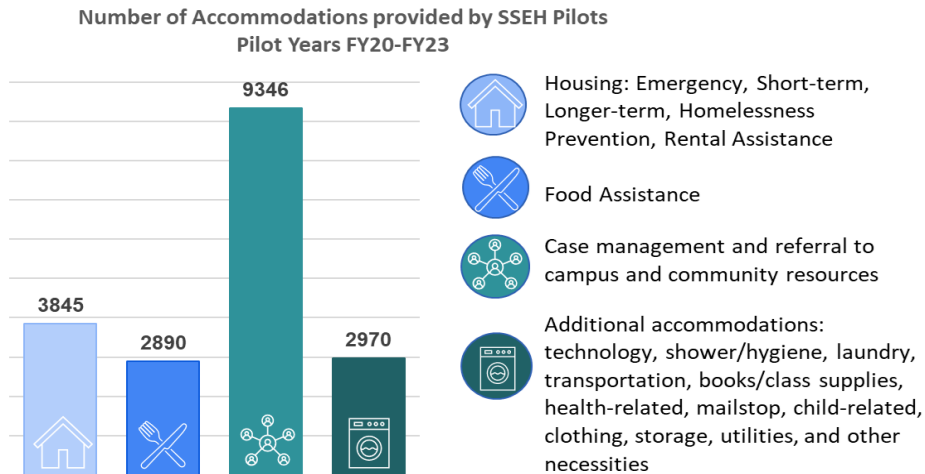 Number of Accommodations provided by SSEH Pilots
Pilot Years FY20-FY23
9346
3845
2890
2970
Housing: Emergency, Short-term,
Longer-term, Homelessness
Prevention, Rental Assistance
Food Assistance
Case management and referral to
campus and community resources
Additional accommodations:
technology, shower/hygiene, laundry,
transportation, books/class supplies,
health-related, mailstop, child-related,
clothing, storage, utilities, and other
necessities